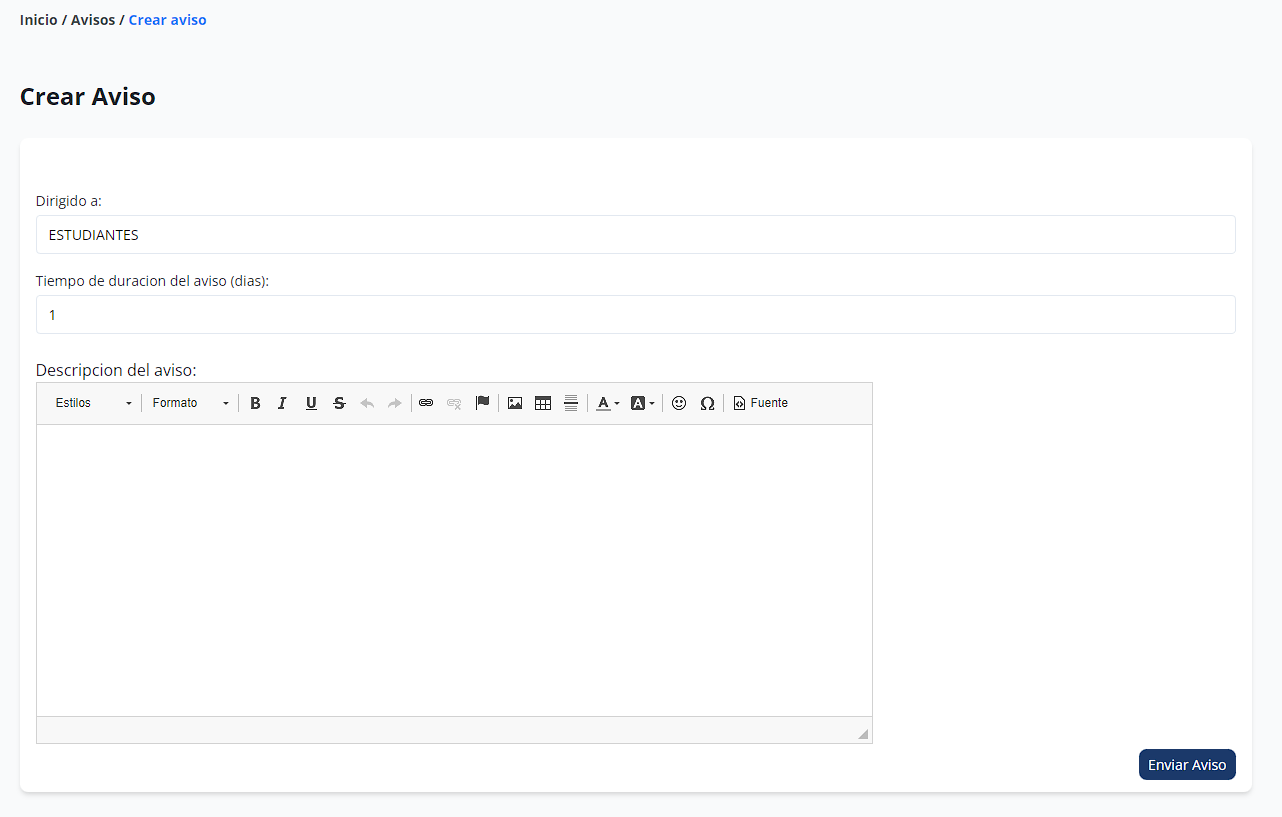 Inicio / Avisos / Crear aviso
Crear Aviso
Dirigido a:
ESTUDIANTES
Tiempo de duracion del aviso (dias):
1
Descripcion del aviso:
Estilos Formato B I U S A A Ω Fuente
Enviar Aviso